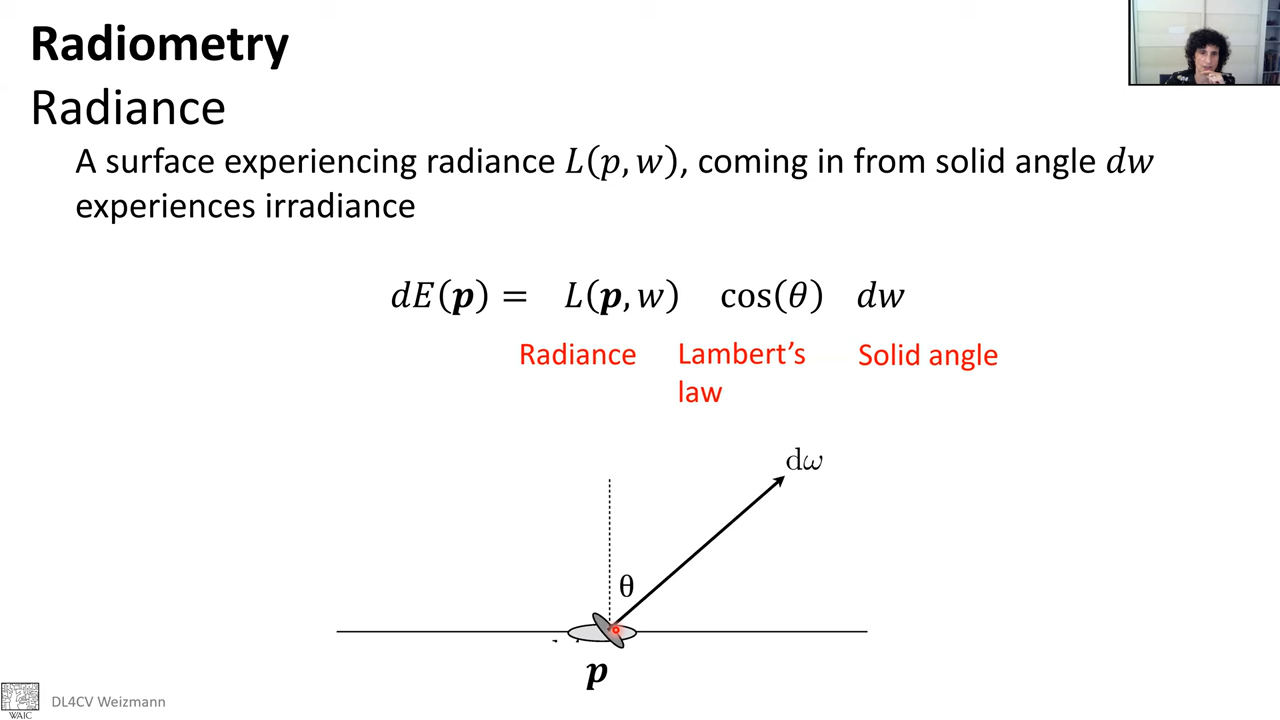 Radiometry
Radiance
A surface experiencing radiance L(p, w), coming in from solid angle dw
experiences irradiance
dE(p) = L(p, w) cos(θ) dw
Radiance Lambert's law Solid angle
dω
θ
p
WAIC
DL4CV Weizmann